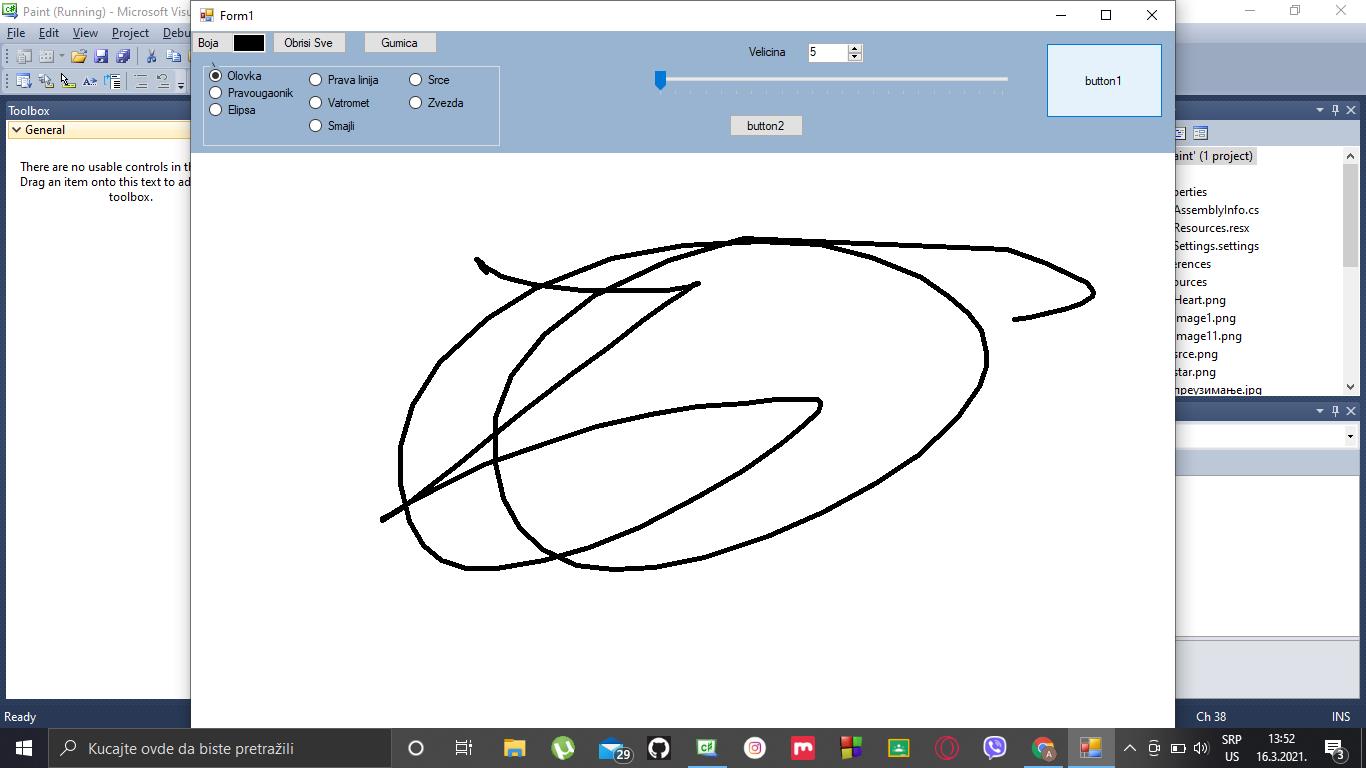 Paint (Running) - Microsoft Visu
Form1
File Edit View Project Debu
Boja
Obrisi Sve
Gumica
Velicina
5
button1
Olovka
Prava linija
Srce
Pravougaonik
Vatromet
Zvezda
Elipsa
Smajli
button2
Toolbox
General
There are no usable controls in th
Drag an item onto this text to ad
toolbox.
aint' (1 project)
perties
AssemblyInfo.cs
Resources.resx
Settings.settings
erences
ources
Heart.png
mage1.png
mage11.png
srce.png
star.png
преузимање.jpg
Ready
Ch 38
INS
Kucajte ovde da biste pretražili
29
A
SRP
US
13:52
16.3.2021.
3